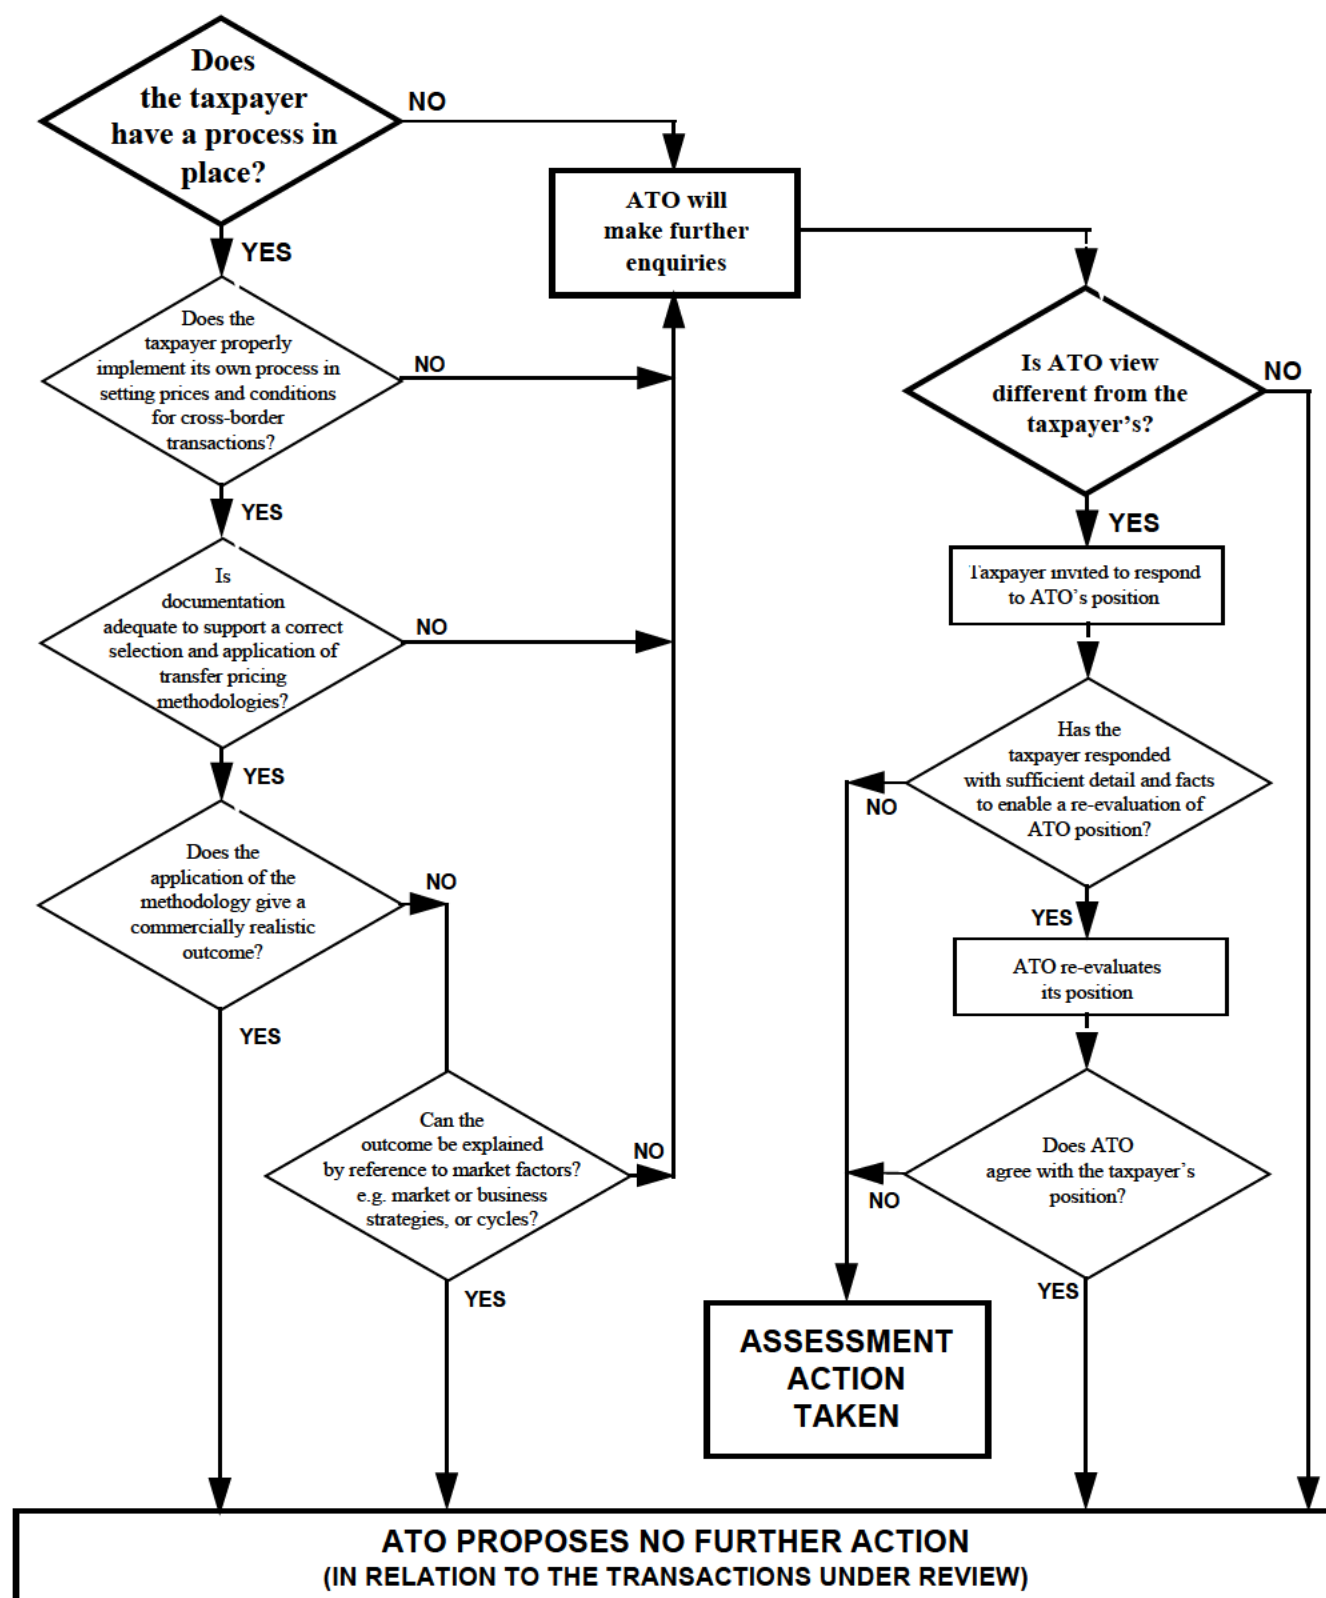 Does
the taxpayer
have a process in
place?
NO
YES
ATO will
make further
enquiries
Does the
taxpayer properly
implement its own process in
setting prices and conditions
for cross-border
transactions?
NO
YES
Is
documentation
adequate to support a correct
selection and application of
transfer pricing
methodologies?
NO
YES
Does the
application of the
methodology give a
commercially realistic
outcome?
NO
YES
Can the
outcome be explained
by reference to market factors?
e.g. market or business
strategies, or cycles?
NO
YES
Is ATO view
different from the
taxpayer's?
NO
YES
Taxpayer invited to respond
to ATO's position
Has the
taxpayer responded
with sufficient detail and facts
to enable a re-evaluation of
ATO position?
NO
YES
ATO re-evaluates
its position
Does ATO
agree with the taxpayer's
position?
NO
YES
ASSESSMENT
ACTION
TAKEN
ATO PROPOSES NO FURTHER ACTION
(IN RELATION TO THE TRANSACTIONS UNDER REVIEW)